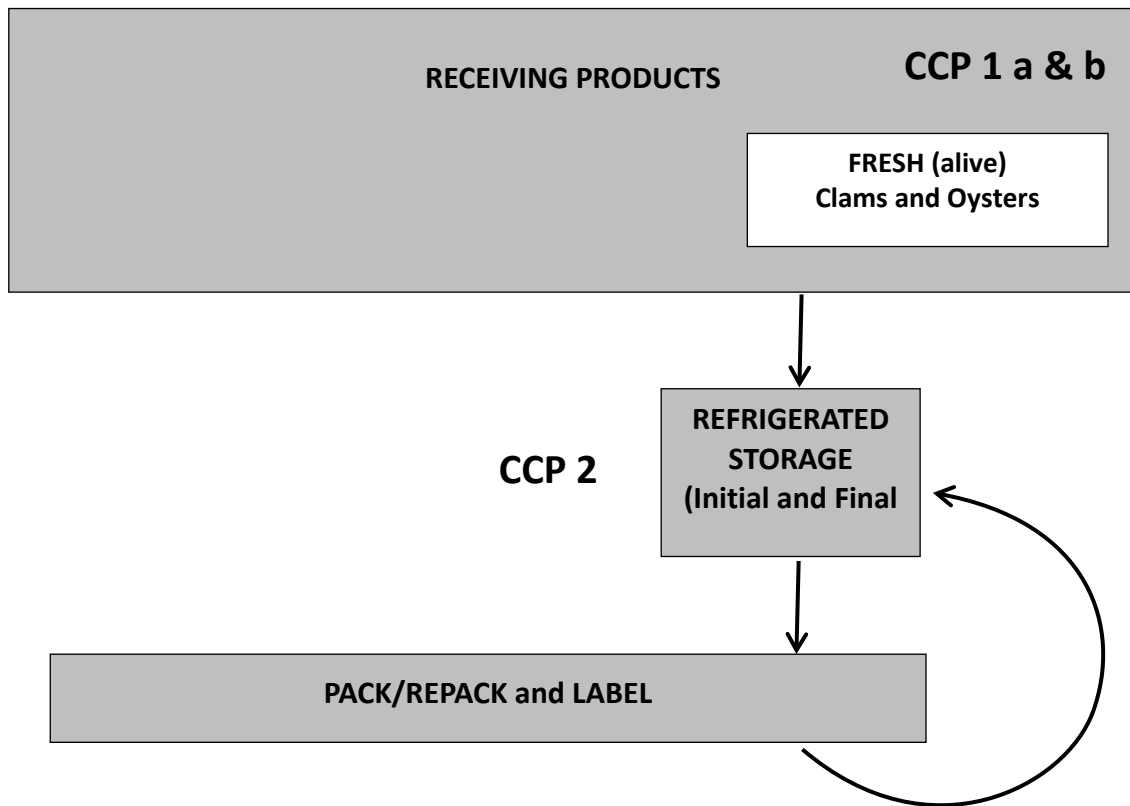 RECEIVING PRODUCTS
CCP 1 a & b
FRESH (alive)
Clams and Oysters
CCP 2
REFRIGERATED
STORAGE
(Initial and Final
PACK/REPACK and LABEL